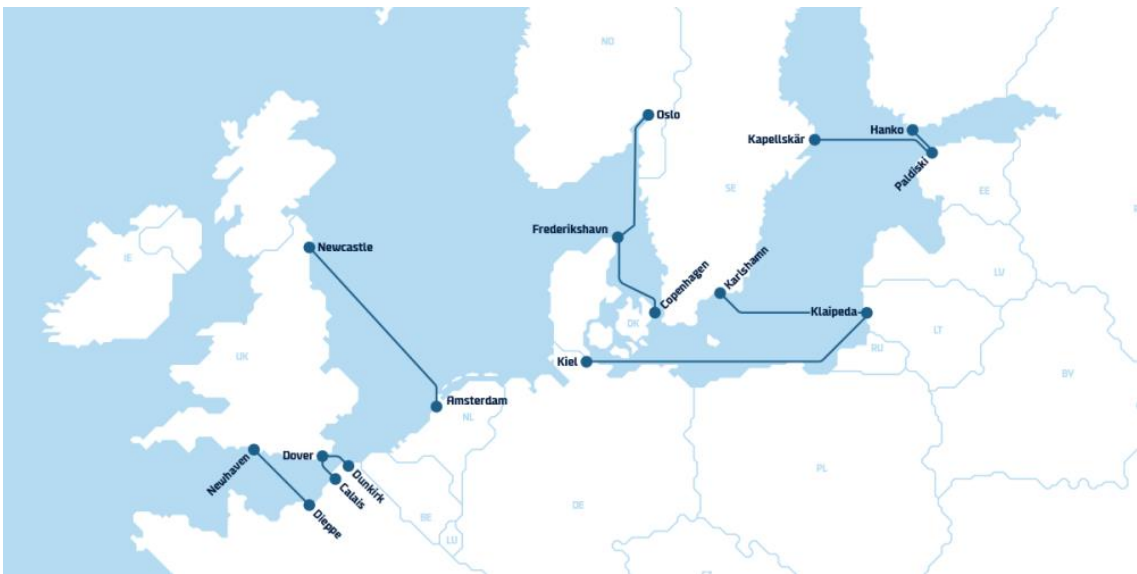 NO
Oslo
Hanko
Kapellskär
Paldiski
SE
EE
Frederikshavn
Newcastle
IE
LV
Karlshamn
Copenhagen
Klaipeda
DK
LT
RU
UK
Kiel
BY
Amsterdam
NL
Dover
Newhaven
Dunkirk
Calais
PL
Dieppe
BE
DE
LU